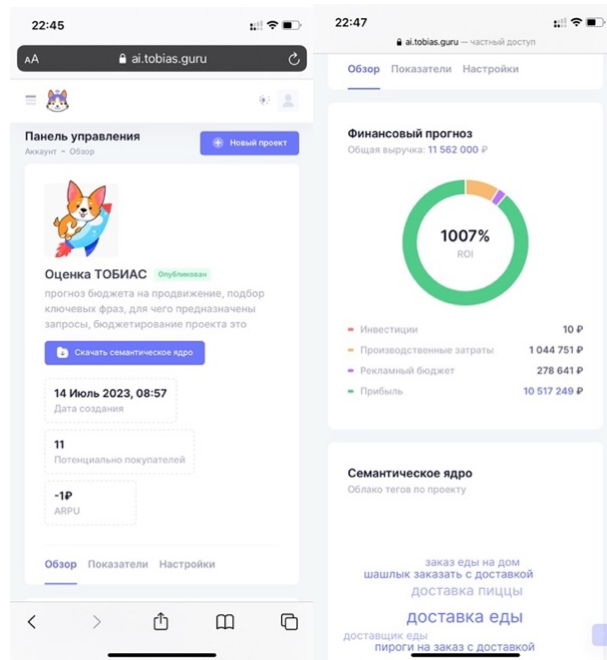 22:45
AA ai.tobias.guru
Панель управления
Аккаунт - Обзор
Новый проект
Оценка ТОБИАС Опубликован
прогноз бюджета на продвижение, подбор
ключевых фраз, для чего предназначены
запросы, бюджетирование проекта это
Скачать семантическое ядро
14 Июль 2023, 08:57
Дата создания
11
Потенциально покупателей
-1₽
ARPU
Обзор Показатели Настройки
22:47
ai.tobias.guru — частный доступ
Обзор Показатели Настройки
Финансовый прогноз
Общая выручка: 11 562 000 ₽
1007%
ROI
Инвестиции 10 ₽
Производственные затраты 1 044 751 ₽
Рекламный бюджет 278 641 ₽
Прибыль 10 517 249 ₽
Семантическое ядро
Облако тегов по проекту
заказ еды на дом
шашлык заказать с доставкой
доставка пиццы
доставка еды
доставщик еды
пироги на заказ с доставкой